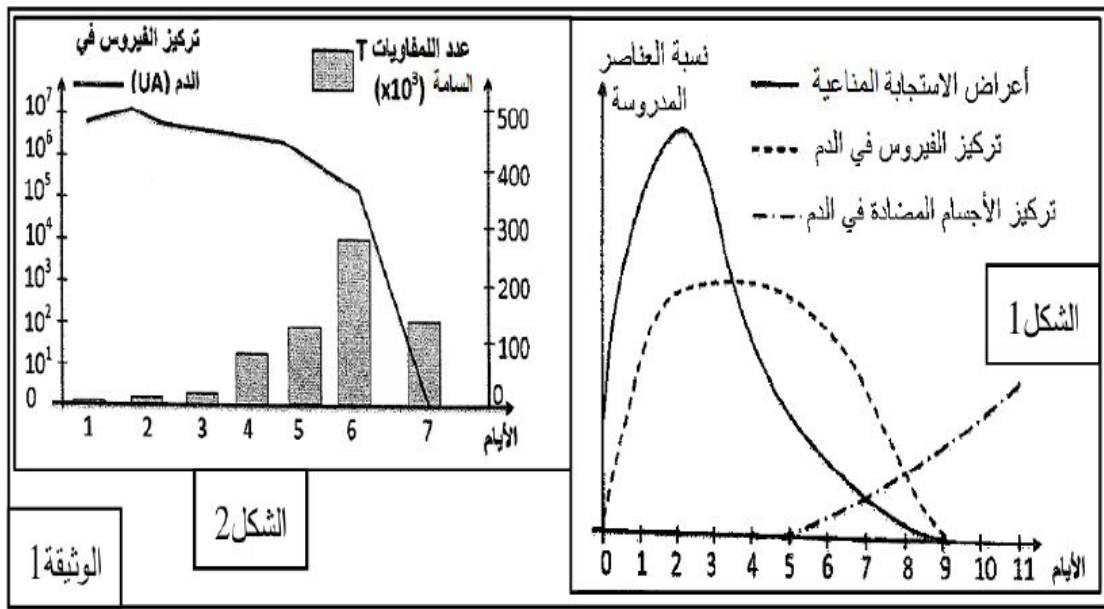 نسبة العناصر
المدروسة
أعراض الاستجابة المناعية
تركيز الفيروس في الدم
تركيز الأجسام المضادة في الدم
الشكل1
0 1 2 3 4 5 6 7 8 9 10 11 الأيام
عدد اللمفاويات T
السامة (x10³)
تركيز الفيروس في
الدم (UA)
10⁷
10⁶
10⁵
10⁴
10³
10²
10¹
0
500
400
300
200
100
0
1 2 3 4 5 6 7
الأيام
الشكل2
الوثيقة1